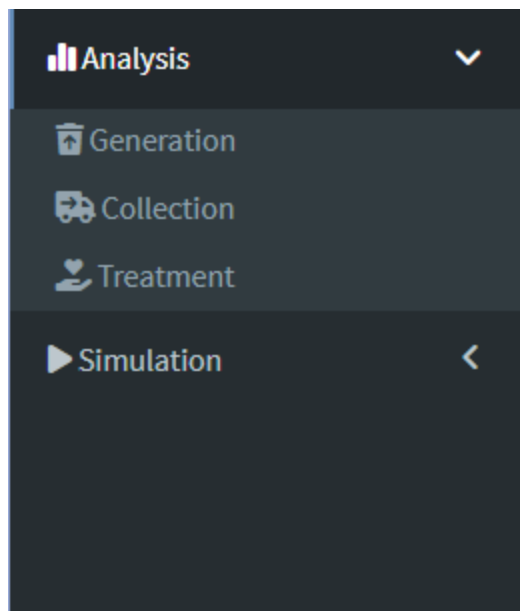 Analysis
Generation
Collection
Treatment
Simulation